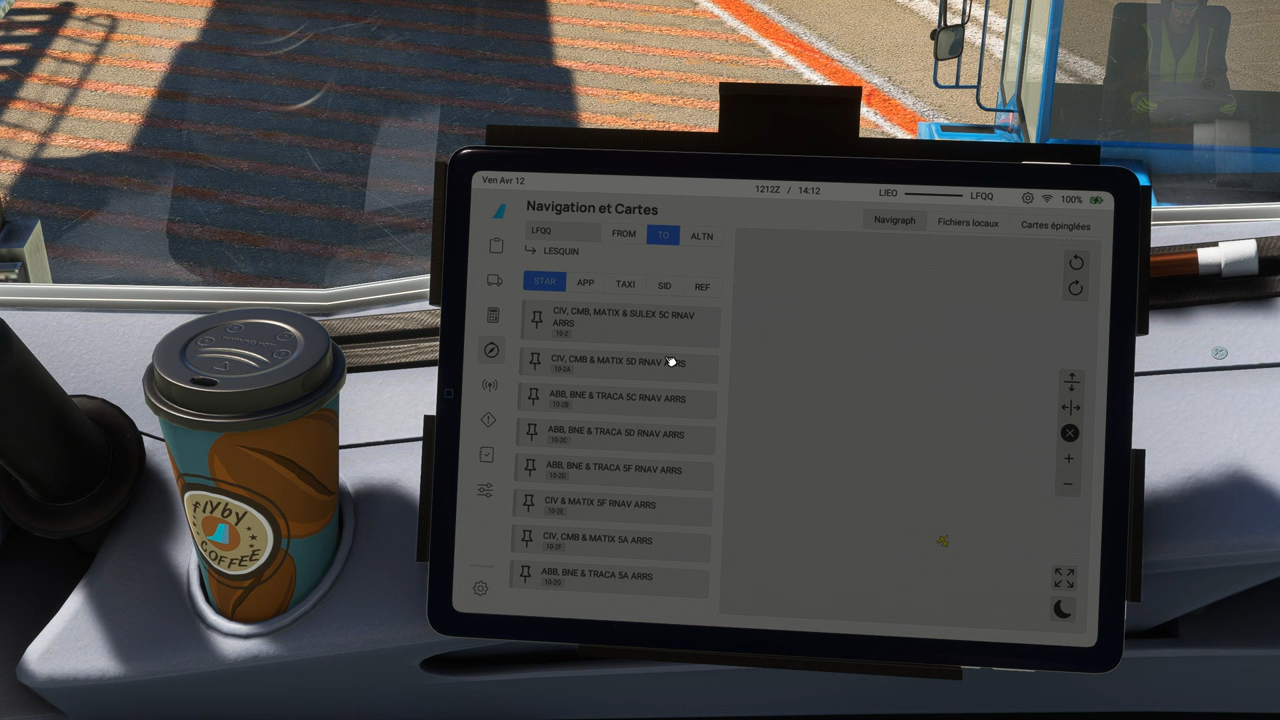 Ven Avr 12
1212Z / 14:12
LIEO
LFQQ
100%
Navigation et Cartes
Navigraph
Fichiers locaux
Cartes épinglées
LFQQ
FROM
TO
ALTN
LESQUIN
STAR
APP
TAXI
SID
REF
CIV, CMB, MATIX & SULEX 5C RNAV
ARRS
10-2
CIV, CMB & MATIX 5D RNAV ARRS
10-2A
ABB, BNE & TRACA 5C RNAV ARRS
10-2B
ABB, BNE & TRACA 5D RNAV ARRS
10-2C
ABB, BNE & TRACA 5F RNAV ARRS
10-2D
CIV & MATIX 5F RNAV ARRS
10-2E
CIV, CMB & MATIX 5A ARRS
10-2F
ABB, BNE & TRACA 5A ARRS
10-2G
flyby
COFFEE